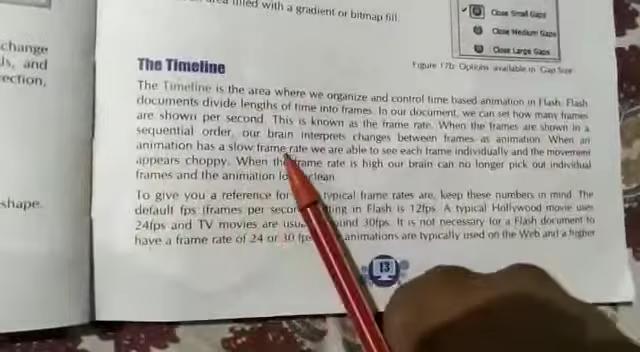 area filled with a gradient or bitmap fill.
Close Small Gaps
Close Medium Gaps
Close Large Gaps
Figure 17b: Options available in Gap Size
change
ls, and
ection,
shape.
The Timeline
The Timeline is the area where we organize and control time based animation in Flash. Flash
documents divide lengths of time into frames. In our document, we can set how many frames
are shown per second. This is known as the frame rate. When the frames are shown in a
sequential order, our brain interprets changes between frames as animation. When an
animation has a slow frame rate we are able to see each frame individually and the movement
appears choppy. When the frame rate is high our brain can no longer pick out individual
frames and the animation clean.
To give you a reference for typical frame rates are, keep these numbers in mind. The
default fps (frames per secon in Flash is 12fps. A typical Hollywood movie uses
24fps and TV movies are usua 30fps. It is not necessary for a Flash document to
have a frame rate of 24 or 30 fps animations are typically used on the Web and a higher
13